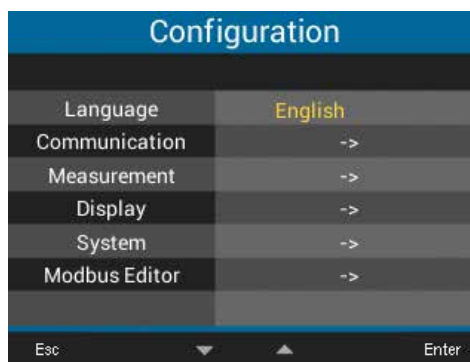 Configuration
Language English
Communication ->
Measurement ->
Display ->
System ->
Modbus Editor ->
Esc Enter